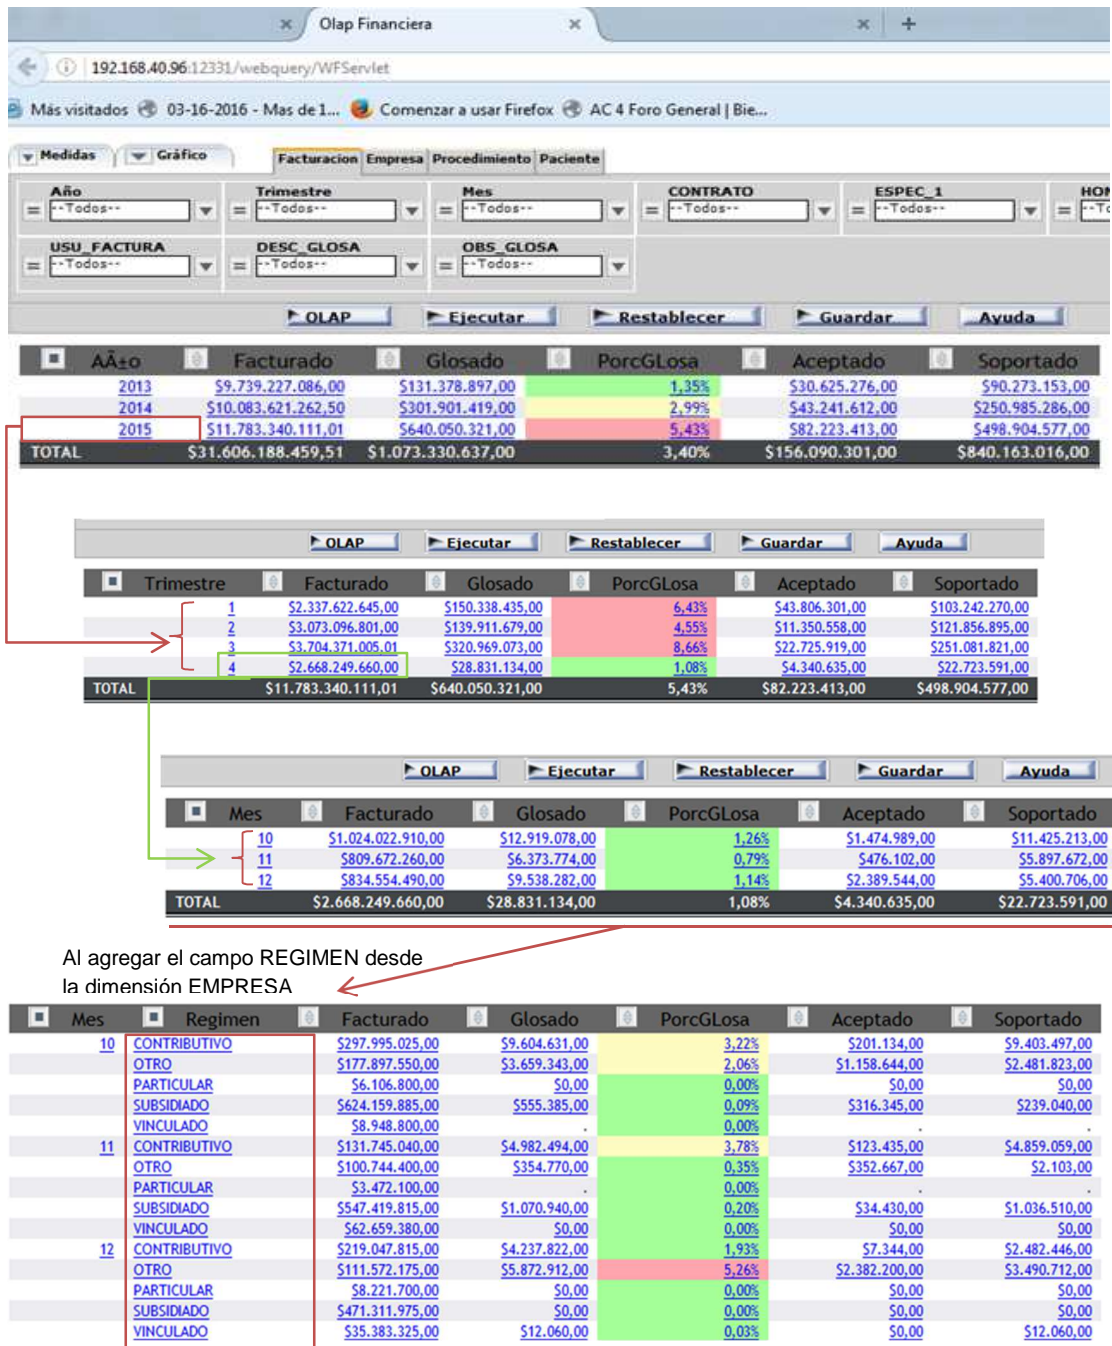 Olap Financiera
192.168.40.96:12331/webquery/WFServlet
Más visitados 03-16-2016 - Mas de 1... Comenzar a usar Firefox AC 4 Foro General | Bie...
Medidas Gráfico Facturacion Empresa Procedimiento Paciente
Año Trimestre Mes CONTRATO ESPEC_1
= --Todos-- = --Todos-- = --Todos-- = --Todos-- = --Todos-- =
USU_FACTURA DESC_GLOSA OBS_GLOSA
= --Todos-- = --Todos-- = --Todos--
OLAP Ejecutar Restablecer Guardar Ayuda
AÃ±o Facturado Glosado PorcGLosa Aceptado Soportado
2013 $9.739.227.086,00 $131.378.897,00 1,35% $30.625.276,00 $90.273.153,00
2014 $10.083.621.262,50 $301.901.419,00 2,99% $43.241.612,00 $250.985.286,00
2015 $11.783.340.111,01 $640.050.321,00 5,43% $82.223.413,00 $498.904.577,00
TOTAL $31.606.188.459,51 $1.073.330.637,00 3,40% $156.090.301,00 $840.163.016,00
OLAP Ejecutar Restablecer Guardar Ayuda
Trimestre Facturado Glosado PorcGLosa Aceptado Soportado
1 $2.337.622.645,00 $150.338.435,00 6,43% $43.806.301,00 $103.242.270,00
2 $3.073.096.801,00 $139.911.679,00 4,55% $11.350.558,00 $121.856.895,00
3 $3.704.371.005,01 $320.969.073,00 8,66% $22.725.919,00 $251.081.821,00
4 $2.668.249.660,00 $28.831.134,00 1,08% $4.340.635,00 $22.723.591,00
TOTAL $11.783.340.111,01 $640.050.321,00 5,43% $82.223.413,00 $498.904.577,00
OLAP Ejecutar Restablecer Guardar Ayuda
Mes Facturado Glosado PorcGLosa Aceptado Soportado
10 $1.024.022.910,00 $12.919.078,00 1,26% $1.474.989,00 $11.425.213,00
11 $809.672.260,00 $6.373.774,00 0,79% $476.102,00 $5.897.672,00
12 $834.554.490,00 $9.538.282,00 1,14% $2.389.544,00 $5.400.706,00
TOTAL $2.668.249.660,00 $28.831.134,00 1,08% $4.340.635,00 $22.723.591,00
Al agregar el campo REGIMEN desde
la dimensión EMPRESA
Mes Regimen Facturado Glosado PorcGLosa Aceptado Soportado
10 CONTRIBUTIVO $297.995.025,00 $9.604.631,00 3,22% $201.134,00 $9.403.497,00
OTRO $177.897.550,00 $3.659.343,00 2,06% $1.158.644,00 $2.481.823,00
PARTICULAR $6.106.800,00 $0,00 0,00% $0,00 $0,00
SUBSIDIADO $624.159.885,00 $555.385,00 0,09% $316.345,00 $239.040,00
VINCULADO $8.948.800,00 . 0,00% . .
11 CONTRIBUTIVO $131.745.040,00 $4.982.494,00 3,78% $123.435,00 $4.859.059,00
OTRO $100.744.400,00 $354.770,00 0,35% $352.667,00 $2.103,00
PARTICULAR $3.472.100,00 . 0,00% . .
SUBSIDIADO $547.419.815,00 $1.070.940,00 0,20% $34.430,00 $1.036.510,00
VINCULADO $62.659.380,00 $0,00 0,00% $0,00 $0,00
12 CONTRIBUTIVO $219.047.815,00 $4.237.822,00 1,93% $7.344,00 $2.482.446,00
OTRO $111.572.175,00 $5.872.912,00 5,26% $2.382.200,00 $3.490.712,00
PARTICULAR $8.221.700,00 $0,00 0,00% $0,00 $0,00
SUBSIDIADO $471.311.975,00 $0,00 0,00% $0,00 $0,00
VINCULADO $35.383.325,00 $12.060,00 0,03% $0,00 $12.060,00